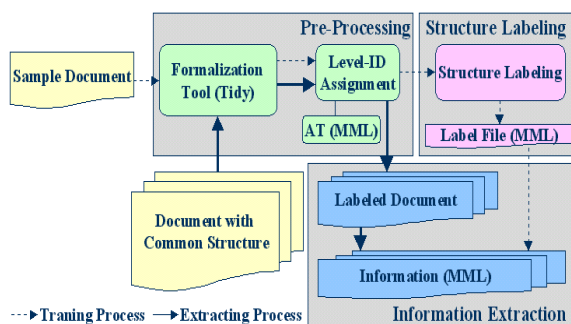 Pre-Processing
Structure Labeling
Sample Document
Formalization
Tool (Tidy)
Level-ID
Assignment
Structure Labeling
AT (MML)
Label File (MML)
Document with
Common Structure
Labeled Document
Information (MML)
Traning Process
Extracting Process
Information Extraction